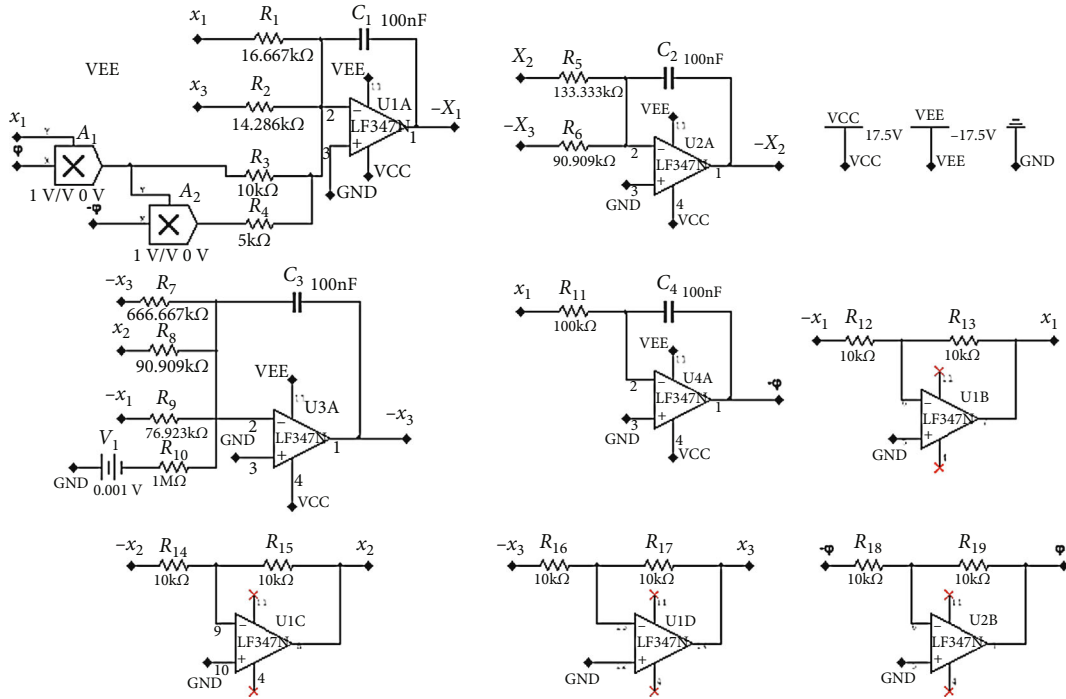 x1 R1 C1 100nF
16.667kΩ
VEE
VEE
x3 R2 U1A
2 − LF347N −X1
14.286kΩ
3 + 1
x1 A1
φ
R3 VCC
10kΩ GND
1 V/V 0 V A2
-φ R4
5kΩ
1 V/V 0 V
X2 R5 C2 100nF
133.333kΩ
VEE
−X3 R6 U2A
2 − LF347N −X2
90.909kΩ
3 + 1
GND 4
VCC
VCC 17.5V VEE −17.5V
VCC VEE GND
−x3 R7 C3 100nF
666.667kΩ
x2 R8
90.909kΩ
VEE
−x1 R9 U3A
2 − LF347N −x3
76.923kΩ
GND 3 + 1
V1 R10
GND 0.001 V 1MΩ 4
VCC
x1 R11 C4 100nF
100kΩ
VEE
U4A
2 − LF347N -φ
3 + 1
GND 4
VCC
−x1 R12 R13 x1
10kΩ 10kΩ
U1B
− LF347N
+
GND
−x2 R14 R15 x2
10kΩ 10kΩ
11
U1C
9 − LF347N
10 +
GND 4
−x3 R16 R17 x3
10kΩ 10kΩ
U1D
− LF347N
+
GND
-φ R18 R19 φ
10kΩ 10kΩ
U2B
− LF347N
+
GND